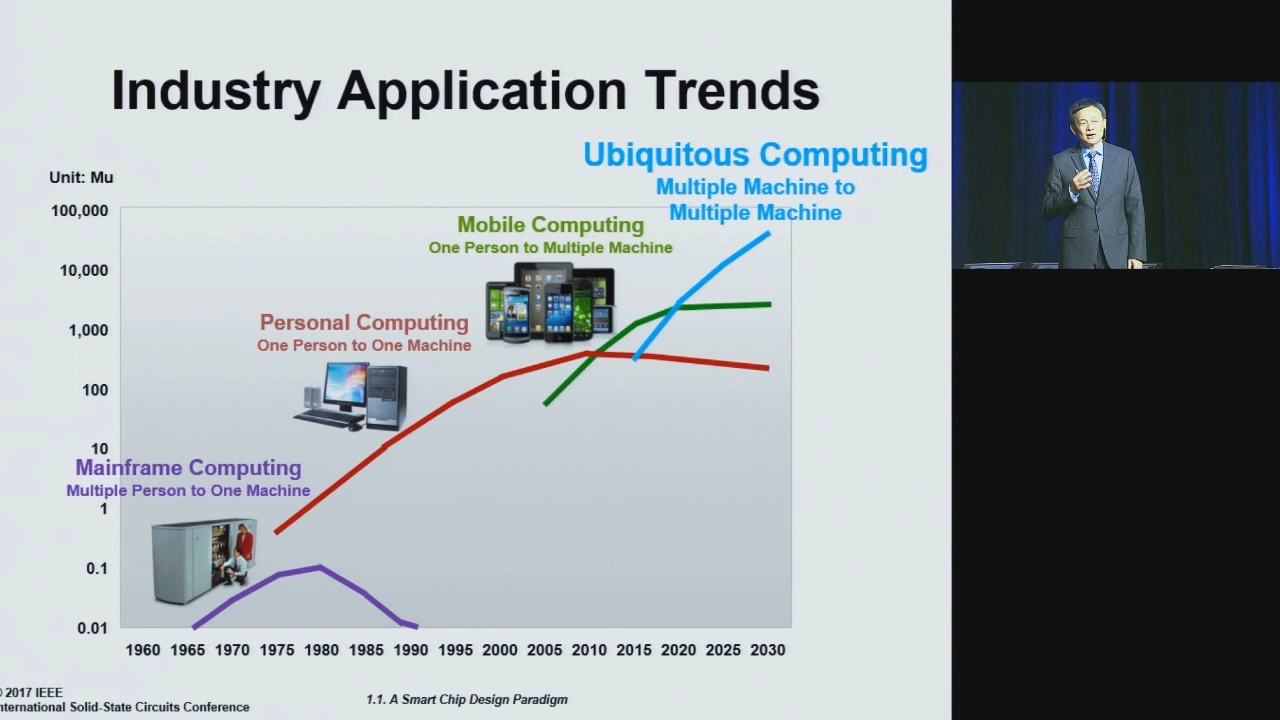 Industry Application Trends
Unit: Mu
Ubiquitous Computing
Multiple Machine to
Multiple Machine
Mobile Computing
One Person to Multiple Machine
Personal Computing
One Person to One Machine
Mainframe Computing
Multiple Person to One Machine
100,000
10,000
1,000
100
10
1
0.1
0.01
1960 1965 1970 1975 1980 1985 1990 1995 2000 2005 2010 2015 2020 2025 2030
© 2017 IEEE
nternational Solid-State Circuits Conference
1.1. A Smart Chip Design Paradigm